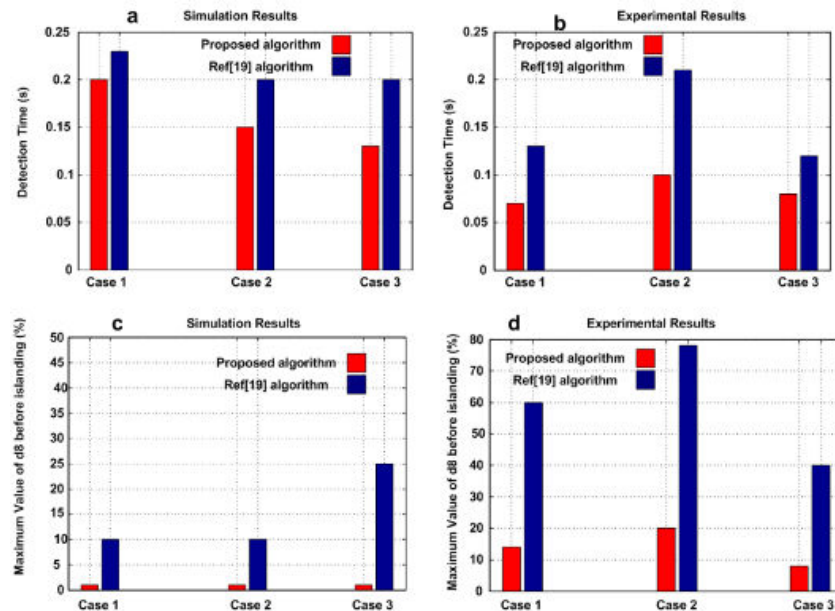 a
Simulation Results
Detection Time (s)
0.25
0.2
0.15
0.1
0.05
0
Proposed algorithm
Ref[19] algorithm
Case 1
Case 2
Case 3
b
Experimental Results
Detection Time (s)
0.25
0.2
0.15
0.1
0.05
0
Proposed algorithm
Ref[19] algorithm
Case 1
Case 2
Case 3
c
Simulation Results
Maximum Value of d8 before islanding (%)
50
45
40
35
30
25
20
15
10
5
0
Proposed algorithm
Ref[19] algorithm
Case 1
Case 2
Case 3
d
Experimental Results
Maximum Value of d8 before islanding (%)
80
70
60
50
40
30
20
10
0
Proposed algorithm
Ref[19] algorithm
Case 1
Case 2
Case 3